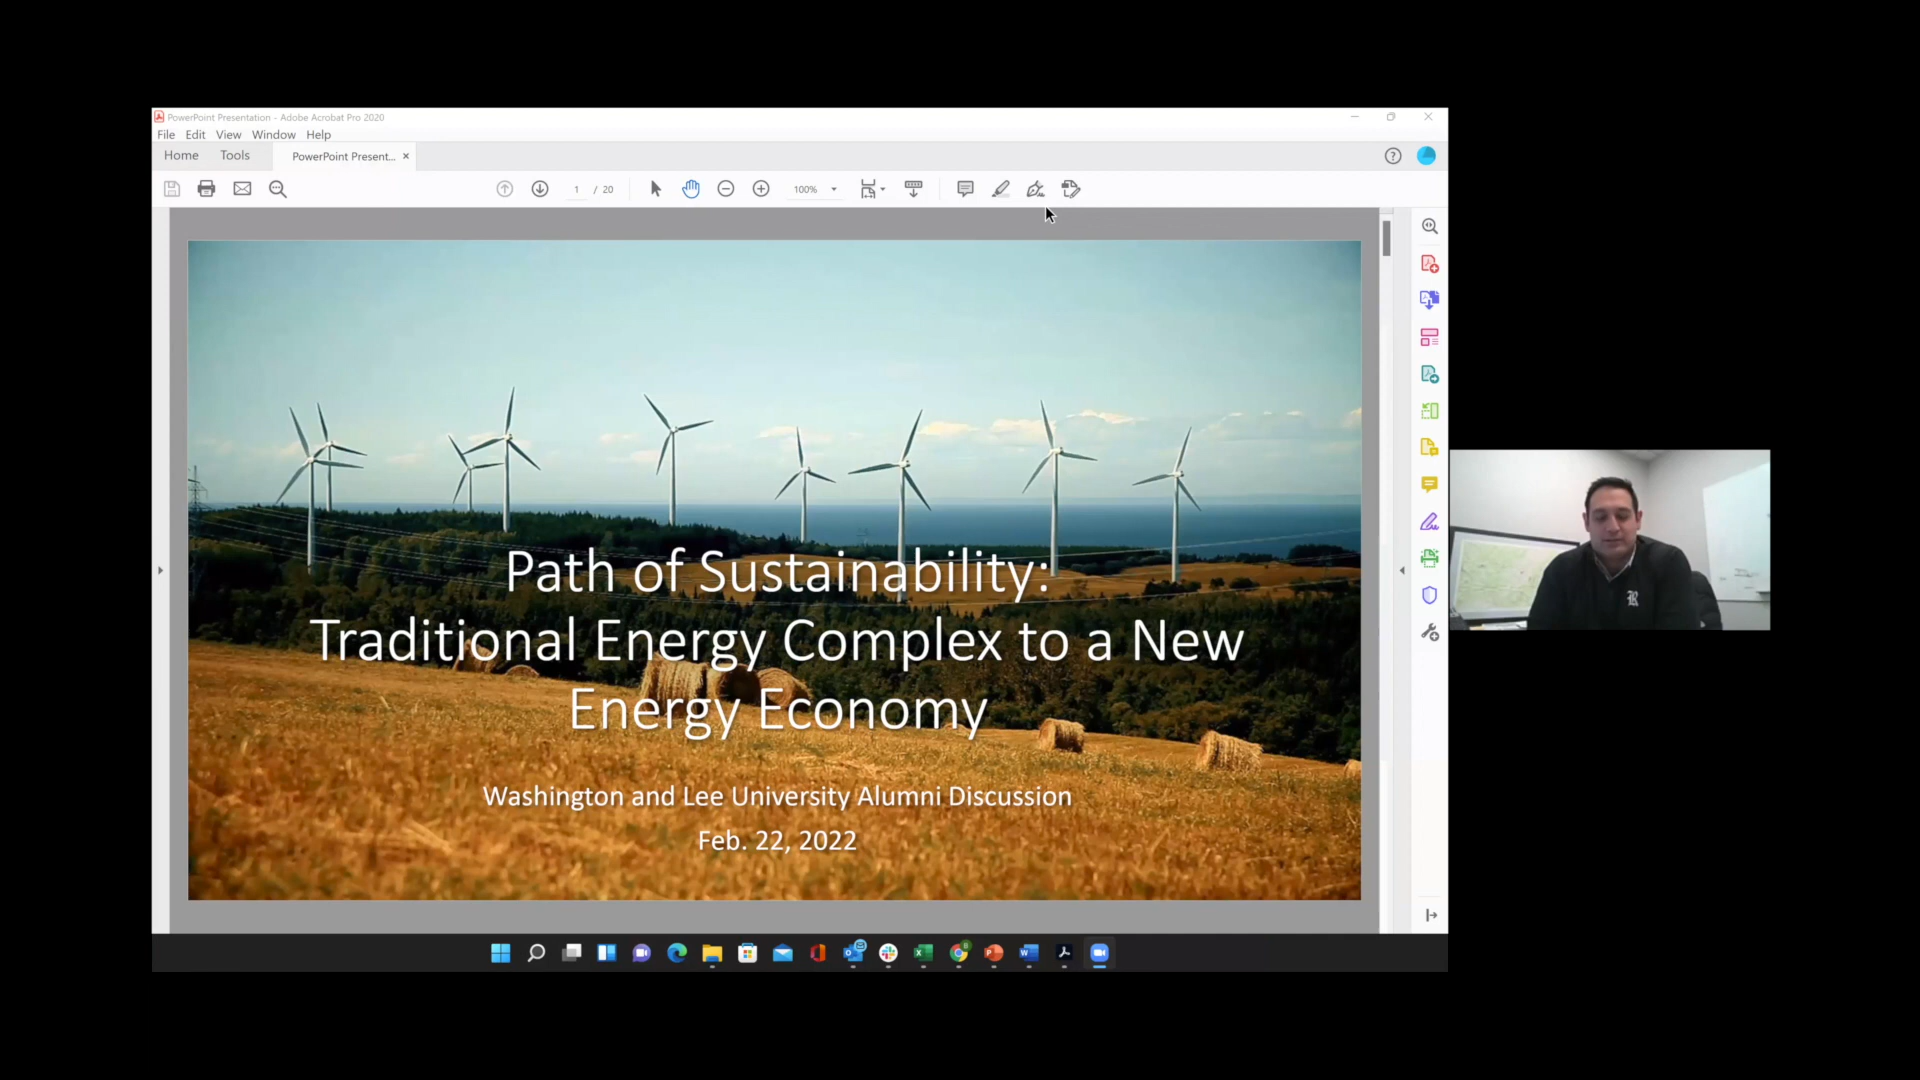 PowerPoint Presentation - Adobe Acrobat Pro 2020
File Edit View Window Help
Home Tools PowerPoint Present...
1 / 20 100%
Path of Sustainability:
Traditional Energy Complex to a New
Energy Economy
Washington and Lee University Alumni Discussion
Feb. 22, 2022
R